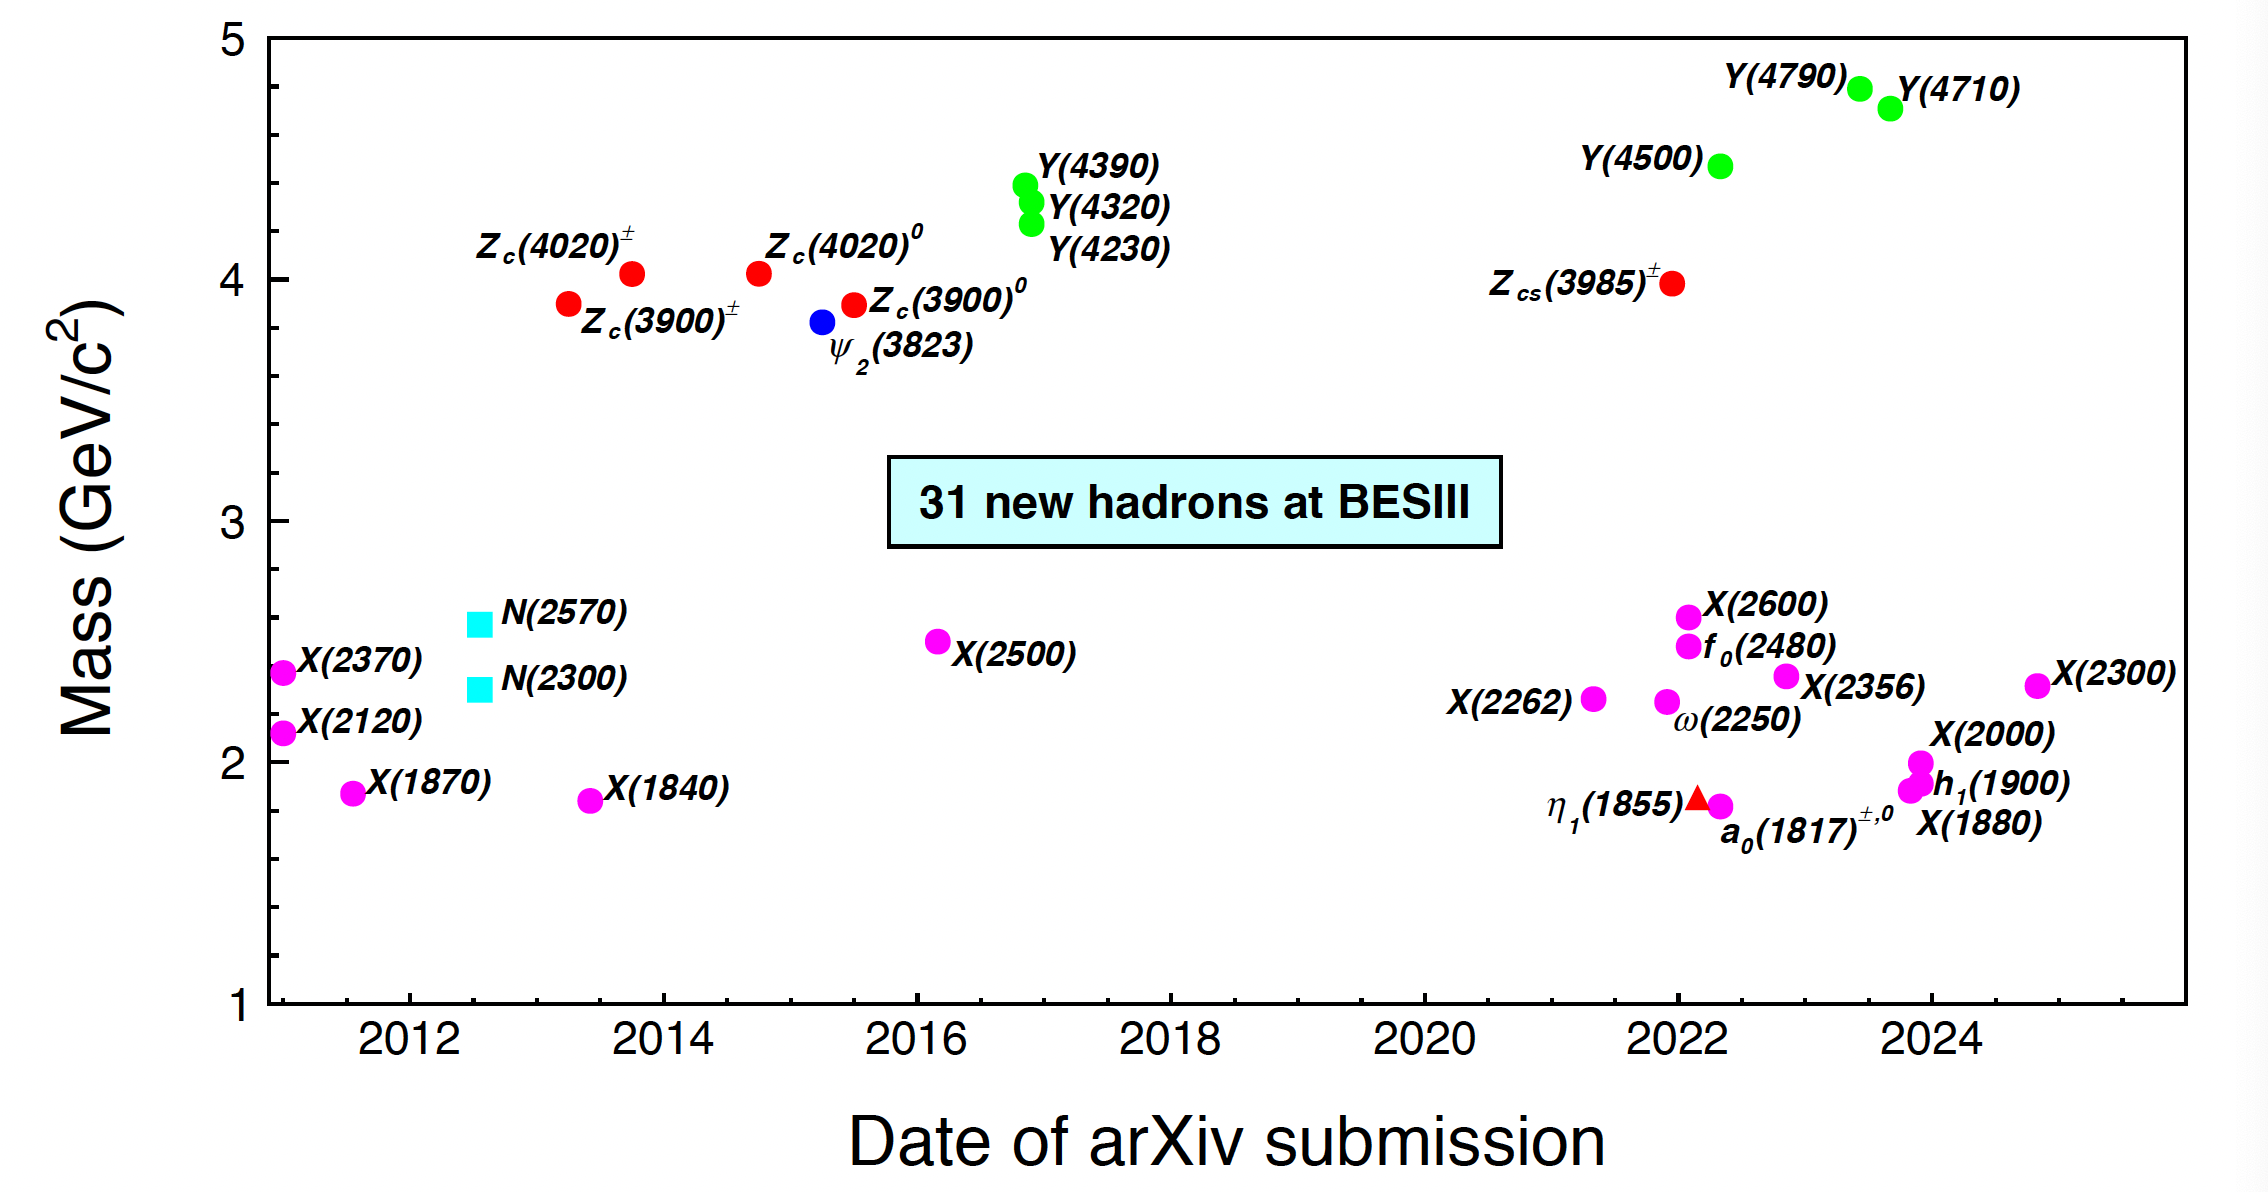 5
Y(4790)
Y(4710)
Y(4390)
Y(4500)
Y(4320)
Z_c(4020)^±
Z_c(4020)^0
Y(4230)
4
Z_c(3900)^0
Z_cs(3985)^±
Z_c(3900)^±
ψ_2(3823)
Mass (GeV/c^2)
31 new hadrons at BESIII
3
N(2570)
X(2600)
X(2370)
X(2500)
f_0(2480)
N(2300)
X(2356)
X(2300)
X(2262)
X(2120)
ω(2250)
X(2000)
2
X(1870)
X(1840)
h_1(1900)
η_1(1855)
a_0(1817)^±,0
X(1880)
1
2012 2014 2016 2018 2020 2022 2024
Date of arXiv submission